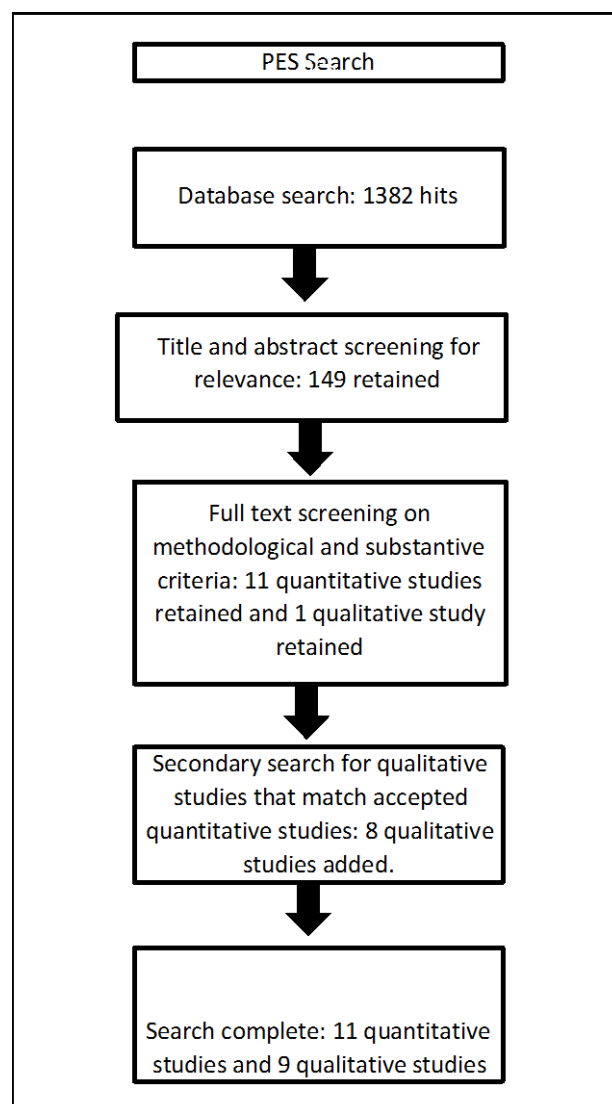 PES Search
Database search: 1382 hits
Title and abstract screening for
relevance: 149 retained
Full text screening on
methodological and substantive
criteria: 11 quantitative studies
retained and 1 qualitative study
retained
Secondary search for qualitative
studies that match accepted
quantitative studies: 8 qualitative
studies added.
Search complete: 11 quantitative
studies and 9 qualitative studies